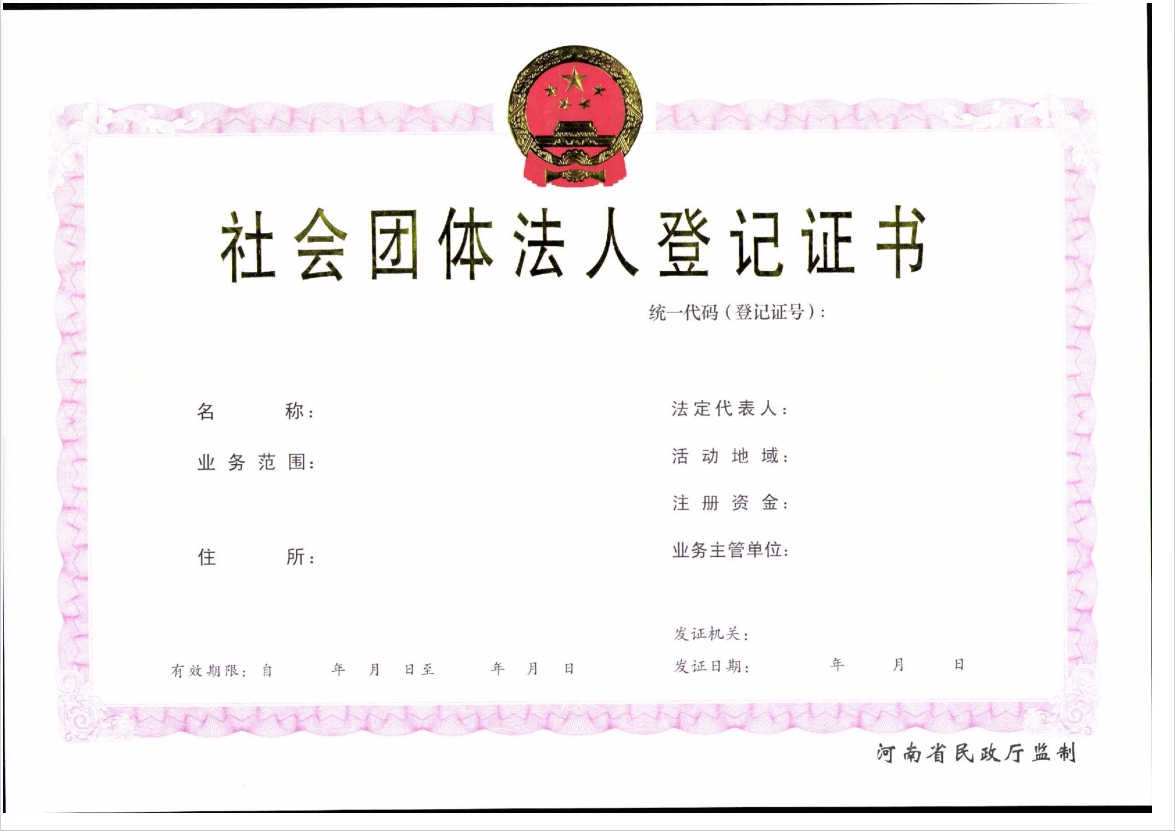 社会团体法人登记证书
统一代码（登记证号）：
名 称：
业务范围：
住 所：
法定代表人：
活动地域：
注册资金：
业务主管单位：
发证机关：
发证日期： 年 月 日
有效期限：自 年 月 日至 年 月 日
河南省民政厅监制